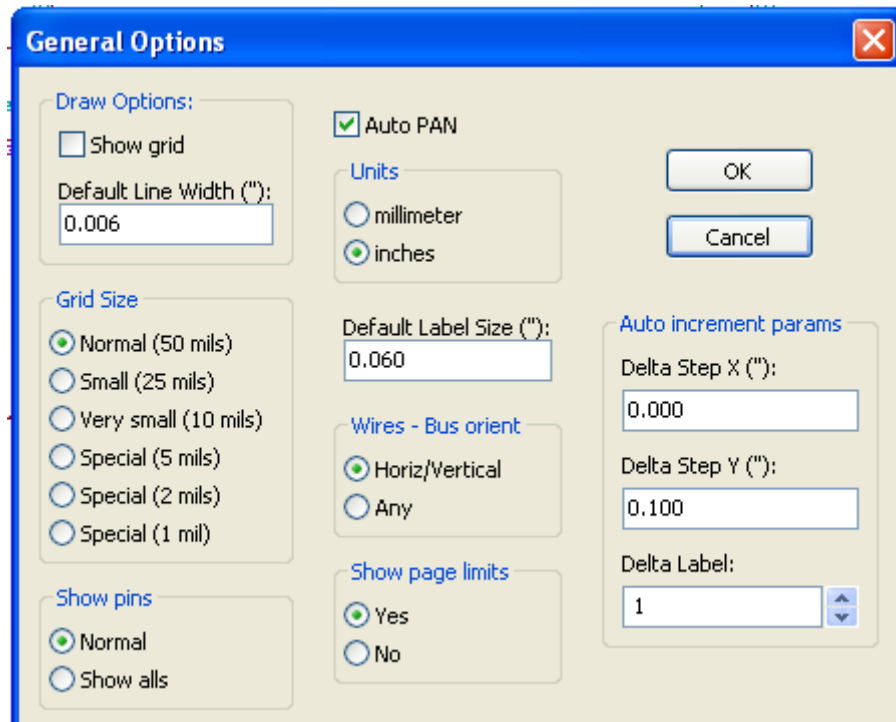 General Options
Draw Options:
Show grid
Default Line Width ("):
0.006
Grid Size
Normal (50 mils)
Small (25 mils)
Very small (10 mils)
Special (5 mils)
Special (2 mils)
Special (1 mil)
Show pins
Normal
Show alls
Auto PAN
Units
millimeter
inches
Default Label Size ("):
0.060
Wires - Bus orient
Horiz/Vertical
Any
Show page limits
Yes
No
OK
Cancel
Auto increment params
Delta Step X ("):
0.000
Delta Step Y ("):
0.100
Delta Label:
1